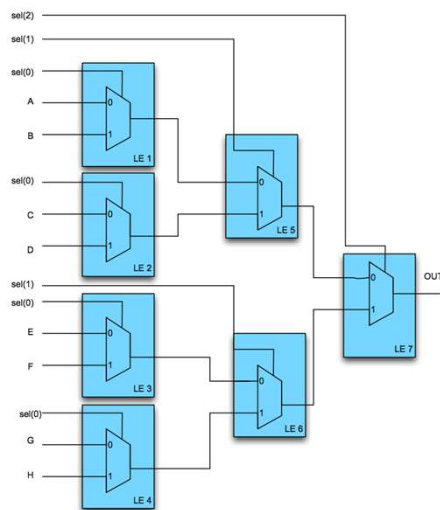 sel(2)
sel(1)
sel(0)
A
0
B
1
LE 1
sel(0)
C
0
D
1
LE 2
0
1
LE 5
sel(1)
sel(0)
E
0
F
1
LE 3
sel(0)
G
0
H
1
LE 4
0
1
LE 6
0
1
LE 7
OUT